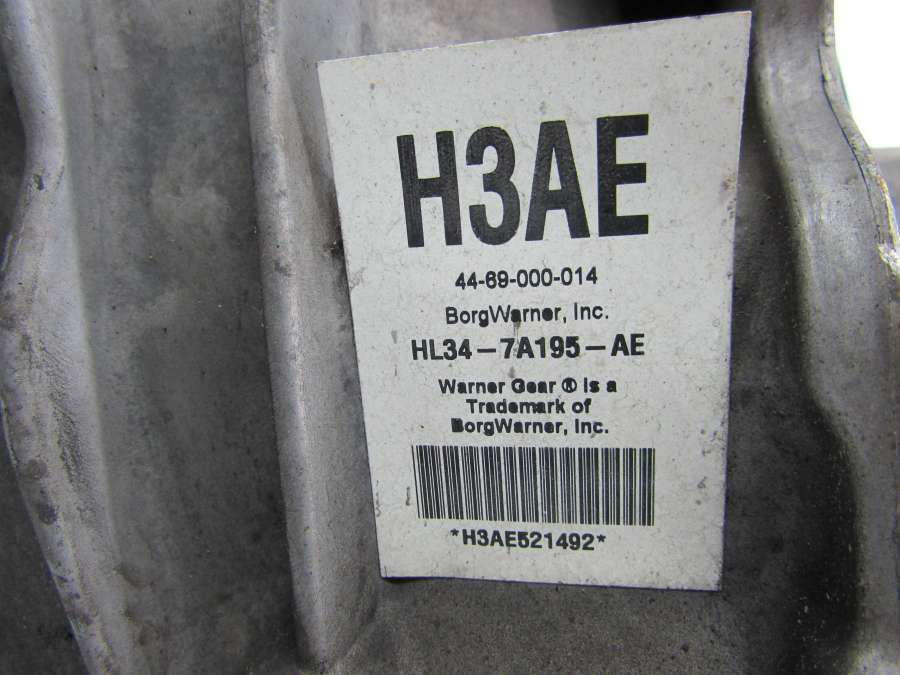 H3AE
44-69-000-014
BorgWarner, Inc.
HL34-7A195-AE
Warner Gear ® is a
Trademark of
BorgWarner, Inc.
*H3AE521492*